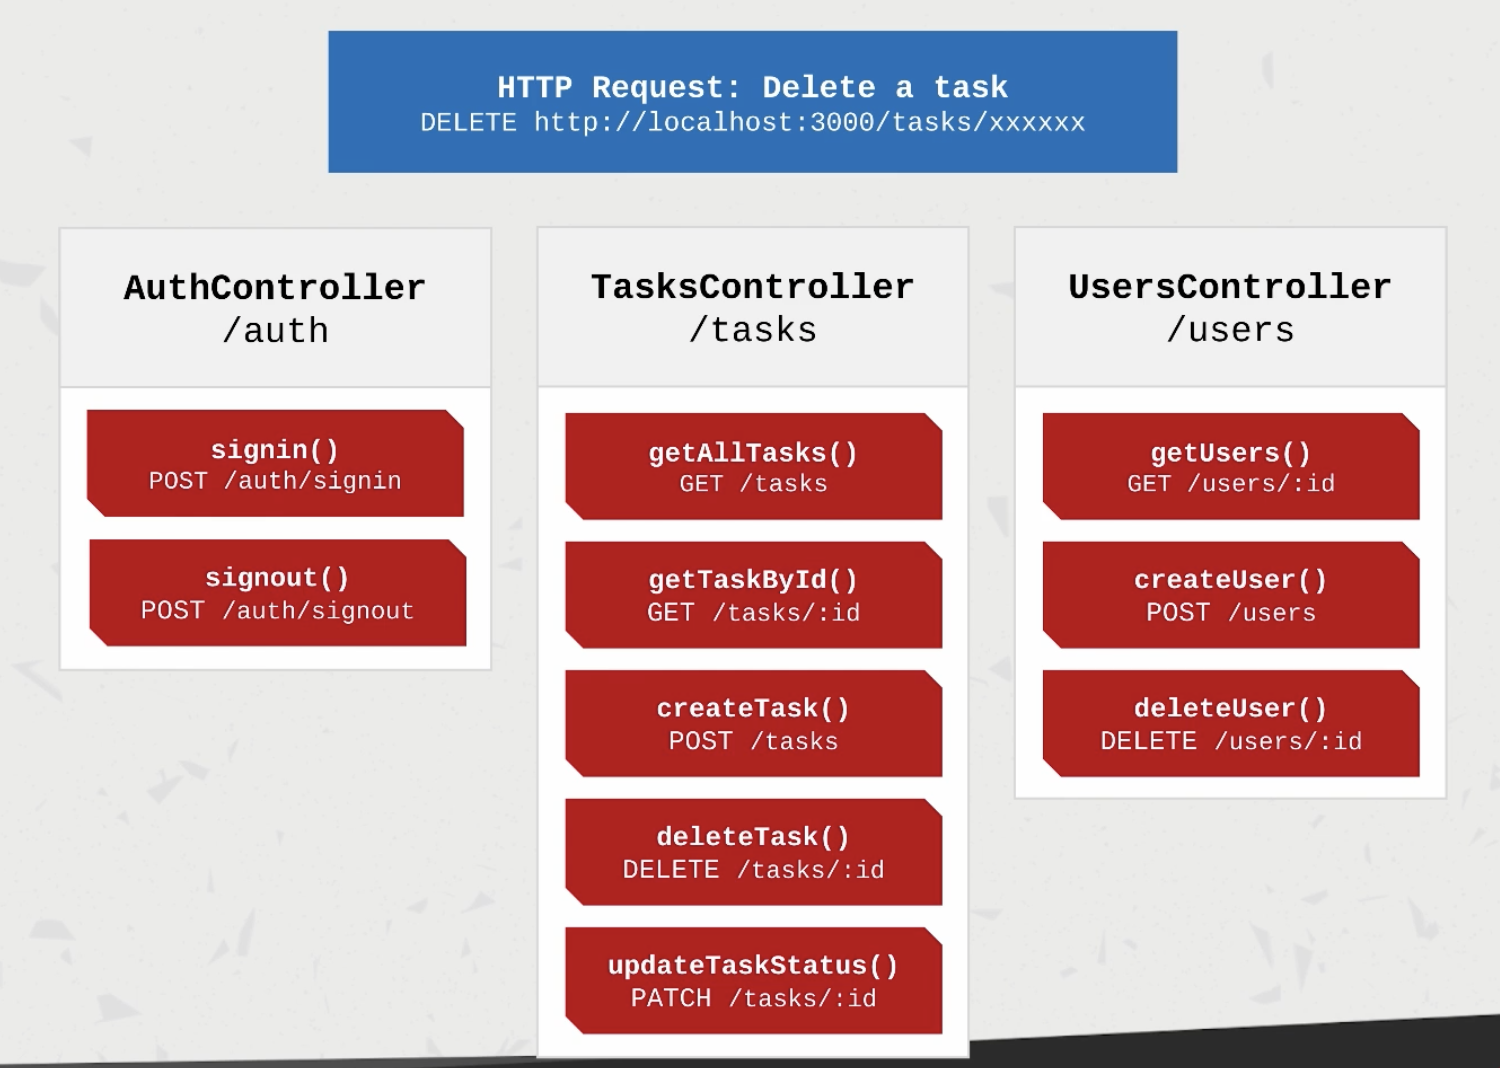 HTTP Request: Delete a task
DELETE http://localhost:3000/tasks/xxxxxx
AuthController
/auth
signin()
POST /auth/signin
signout()
POST /auth/signout
TasksController
/tasks
getAllTasks()
GET /tasks
getTaskById()
GET /tasks/:id
createTask()
POST /tasks
deleteTask()
DELETE /tasks/:id
updateTaskStatus()
PATCH /tasks/:id
UsersController
/users
getUsers()
GET /users/:id
createUser()
POST /users
deleteUser()
DELETE /users/:id